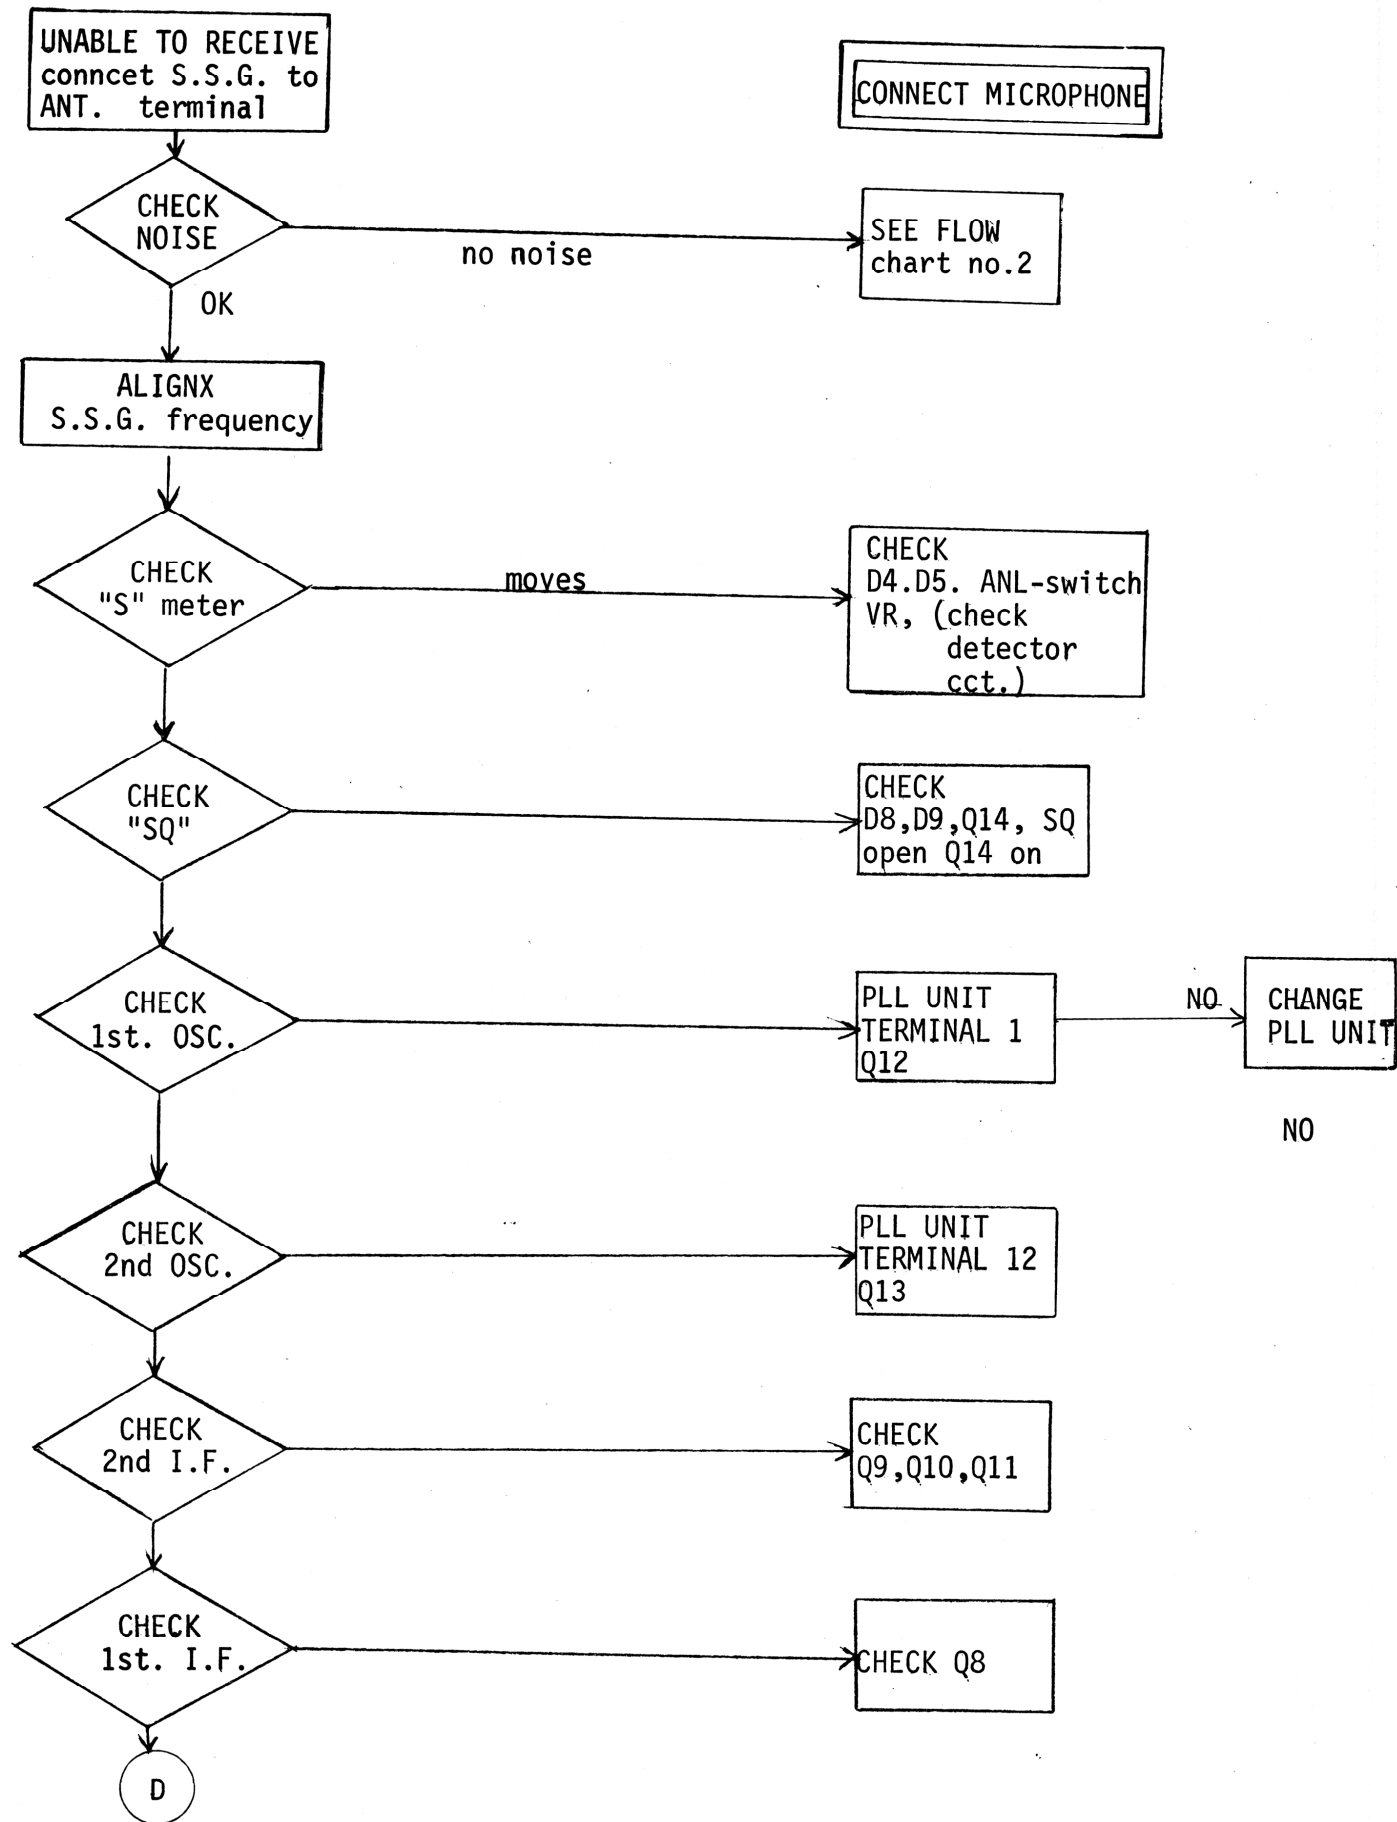 UNABLE TO RECEIVE
conncet S.S.G. to
ANT. terminal
CONNECT MICROPHONE
CHECK
NOISE
no noise
SEE FLOW
chart no.2
OK
ALIGNX
S.S.G. frequency
CHECK
"S" meter
moves
CHECK
D4.D5. ANL-switch
VR, (check
detector
cct.)
CHECK
"SQ"
CHECK
D8,D9,Q14, SQ
open Q14 on
CHECK
1st. OSC.
PLL UNIT
TERMINAL 1
Q12
NO
CHANGE
PLL UNIT
NO
CHECK
2nd OSC.
PLL UNIT
TERMINAL 12
Q13
CHECK
2nd I.F.
CHECK
Q9,Q10,Q11
CHECK
1st. I.F.
CHECK Q8
D